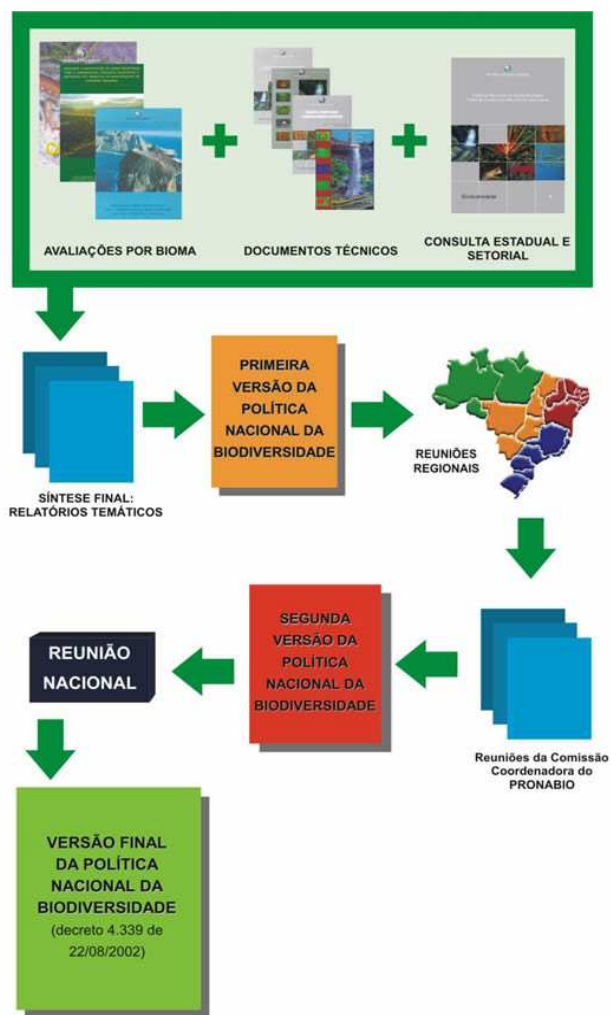 AVALIAÇÕES POR BIOMA
DOCUMENTOS TÉCNICOS
CONSULTA ESTADUAL E
SETORIAL
SÍNTESE FINAL:
RELATÓRIOS TEMÁTICOS
PRIMEIRA
VERSÃO DA
POLÍTICA
NACIONAL DA
BIODIVERSIDADE
REUNIÕES
REGIONAIS
Reuniões da Comissão
Coordenadora do
PRONABIO
SEGUNDA
VERSÃO DA
POLÍTICA
NACIONAL DA
BIODIVERSIDADE
REUNIÃO
NACIONAL
VERSÃO FINAL
DA POLÍTICA
NACIONAL DA
BIODIVERSIDADE
(decreto 4.339 de
22/08/2002)